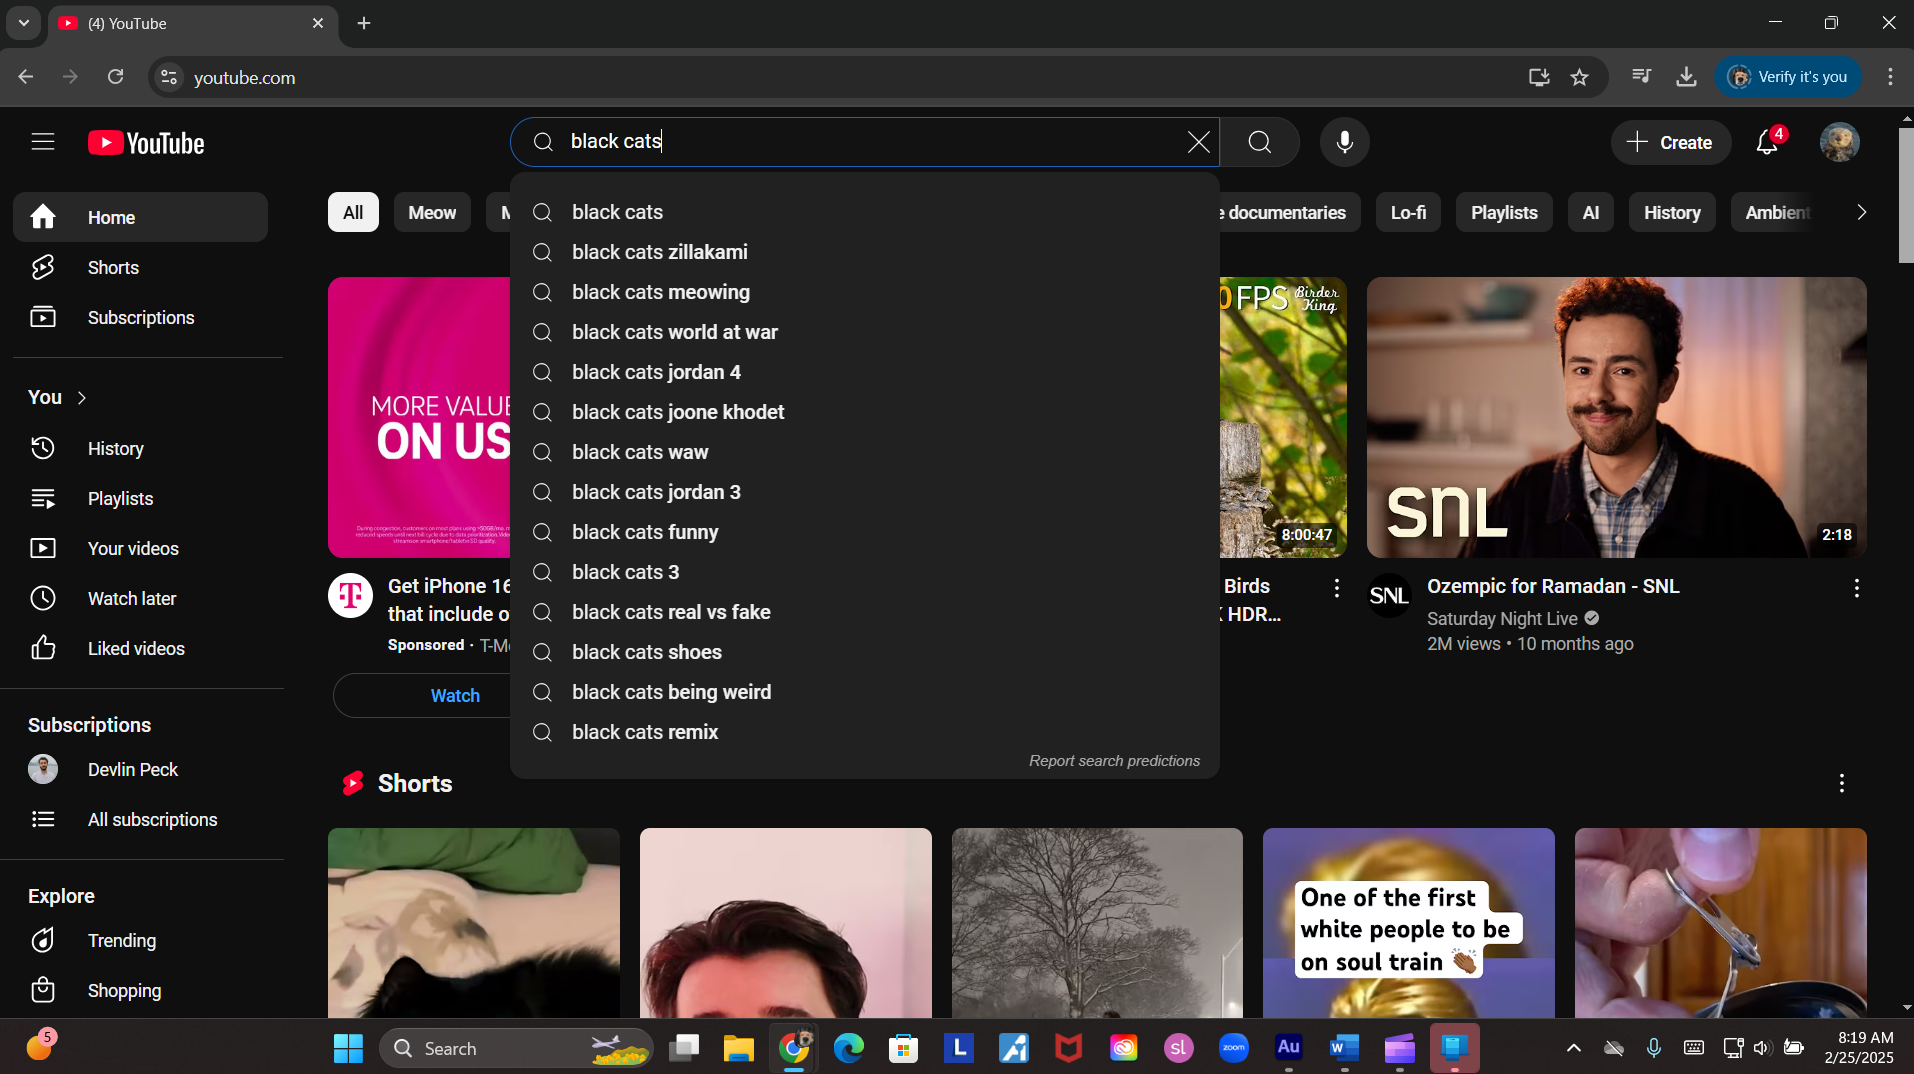 (4) YouTube
youtube.com
Verify it's you
YouTube
black cats
Create
4
Home
Shorts
Subscriptions
You
History
Playlists
Your videos
Watch later
Liked videos
Subscriptions
Devlin Peck
All subscriptions
Explore
Trending
Shopping
All
Meow
M
e documentaries
Lo-fi
Playlists
AI
History
Ambient
black cats
black cats zillakami
black cats meowing
black cats world at war
black cats jordan 4
black cats joone khodet
black cats waw
black cats jordan 3
black cats funny
black cats 3
black cats real vs fake
black cats shoes
black cats being weird
black cats remix
Report search predictions
MORE VALUE
ON US
T
Get iPhone 16
that include o
Sponsored · T-M
Watch
0FPS Birder
King
8:00:47
Birds
K HDR...
SNL
2:18
SNL
Ozempic for Ramadan - SNL
Saturday Night Live
2M views • 10 months ago
Shorts
One of the first
white people to be
on soul train 👏🏾
5
Search
L
sl
zoom
Au
W
8:19 AM
2/25/2025